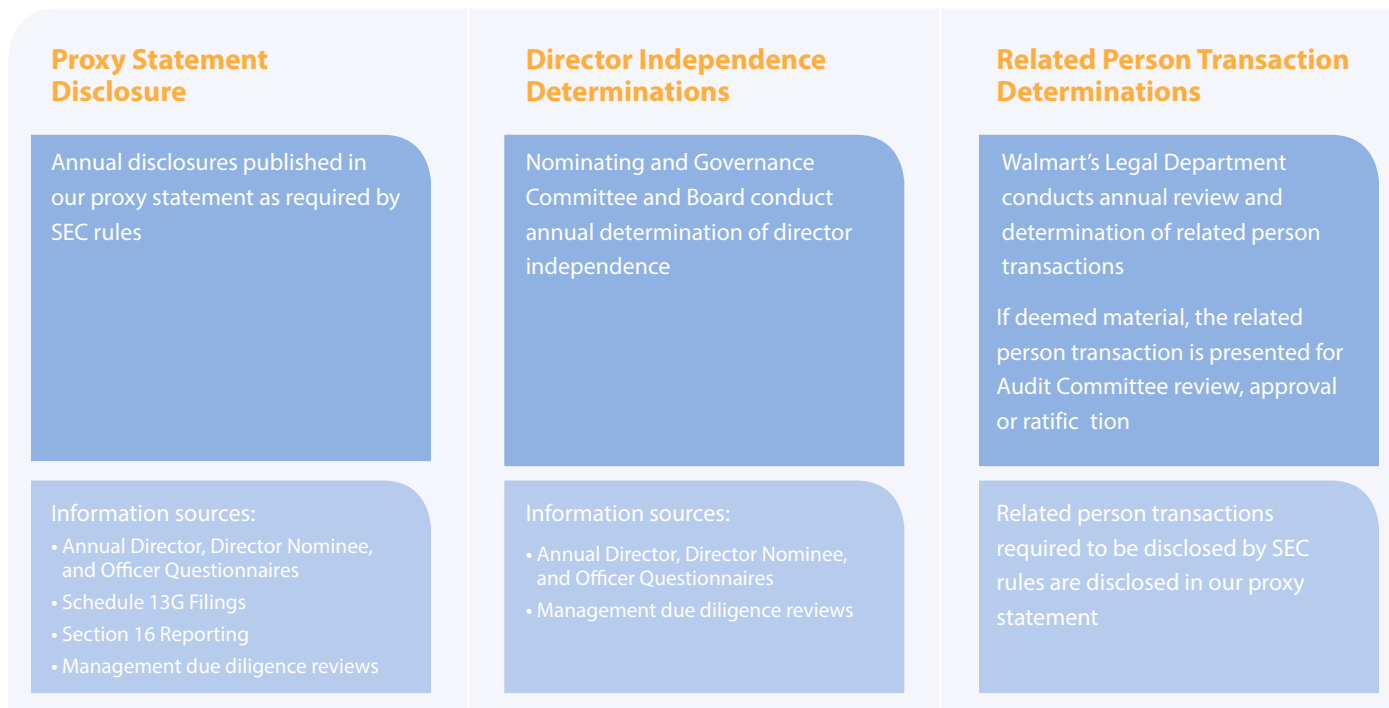 Proxy Statement
Disclosure
Annual disclosures published in
our proxy statement as required by
SEC rules
Information sources:
• Annual Director, Director Nominee,
and Officer Questionnaires
• Schedule 13G Filings
• Section 16 Reporting
• Management due diligence reviews
Director Independence
Determinations
Nominating and Governance
Committee and Board conduct
annual determination of director
independence
Information sources:
• Annual Director, Director Nominee,
and Officer Questionnaires
• Management due diligence reviews
Related Person Transaction
Determinations
Walmart’s Legal Department
conducts annual review and
determination of related person
transactions
If deemed material, the related
person transaction is presented for
Audit Committee review, approval
or ratific tion
Related person transactions
required to be disclosed by SEC
rules are disclosed in our proxy
statement